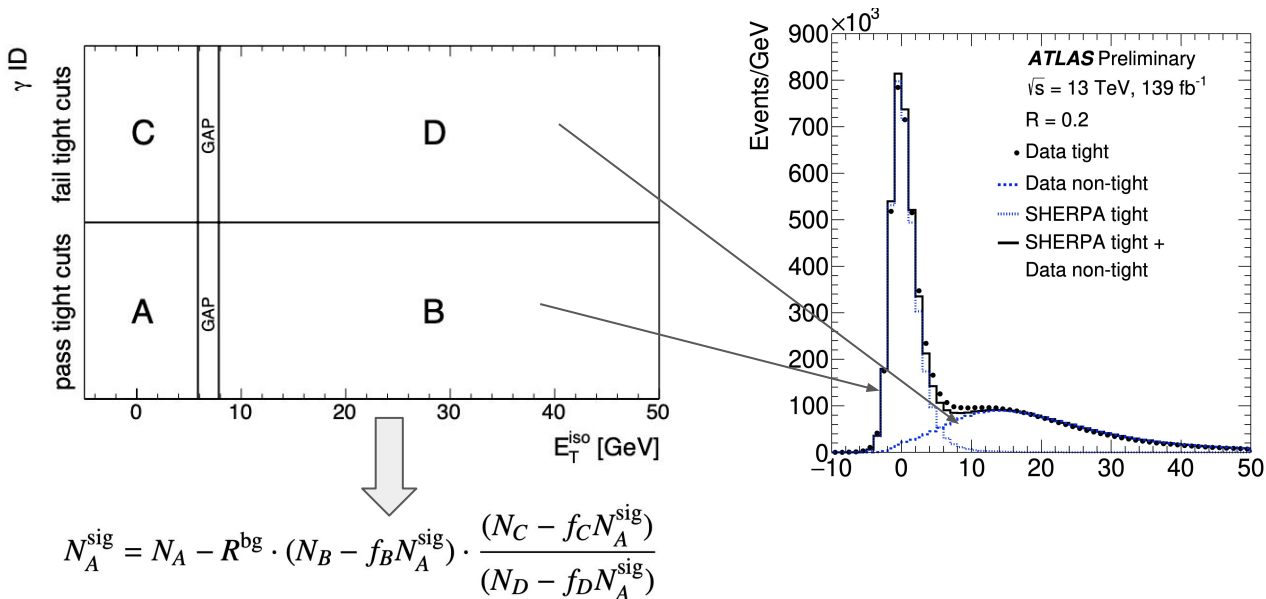 γ ID
fail tight cuts
pass tight cuts
C
GAP
D
A
GAP
B
0 10 20 30 40 50
E_T^iso [GeV]
N_A^sig = N_A − R^bg · (N_B − f_B N_A^sig) · (N_C − f_C N_A^sig) / (N_D − f_D N_A^sig)
×10³
Events/GeV
900
800
700
600
500
400
300
200
100
0
−10 0 10 20 30 40 50
ATLAS Preliminary
√s = 13 TeV, 139 fb⁻¹
R = 0.2
Data tight
Data non-tight
SHERPA tight
SHERPA tight +
Data non-tight